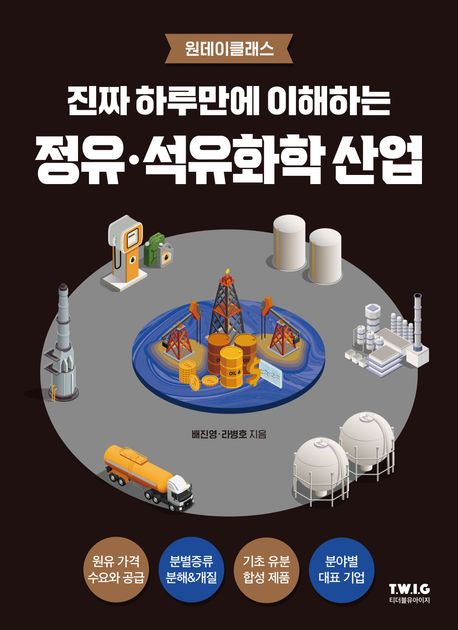 원데이클래스
진짜 하루만에 이해하는
정유·석유화학 산업
OIL
배진영·라병호 지음
원유 가격
수요와 공급
분별증류
분해&개질
기초 유분
합성 제품
분야별
대표 기업
T.W.I.G
티더블유아이지